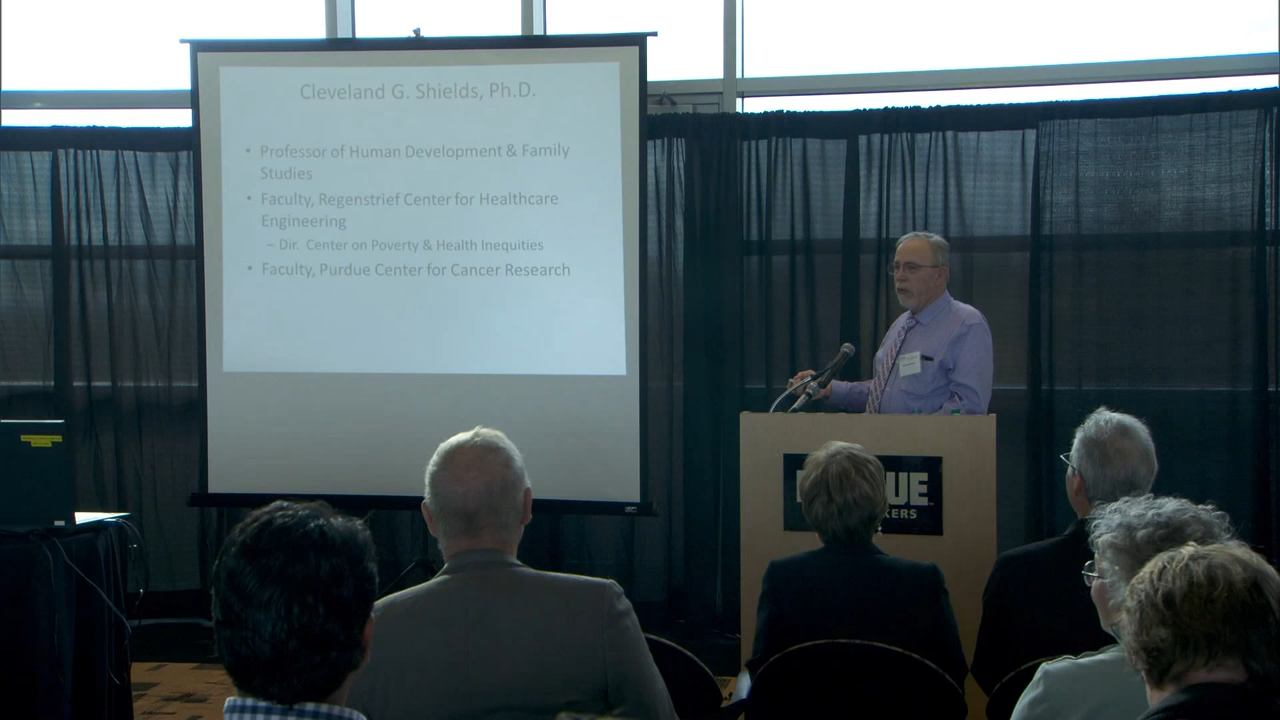 Cleveland G. Shields, Ph.D.
• Professor of Human Development & Family
Studies
• Faculty, Regenstrief Center for Healthcare
Engineering
– Dir. Center on Poverty & Health Inequities
• Faculty, Purdue Center for Cancer Research
UE
KERS